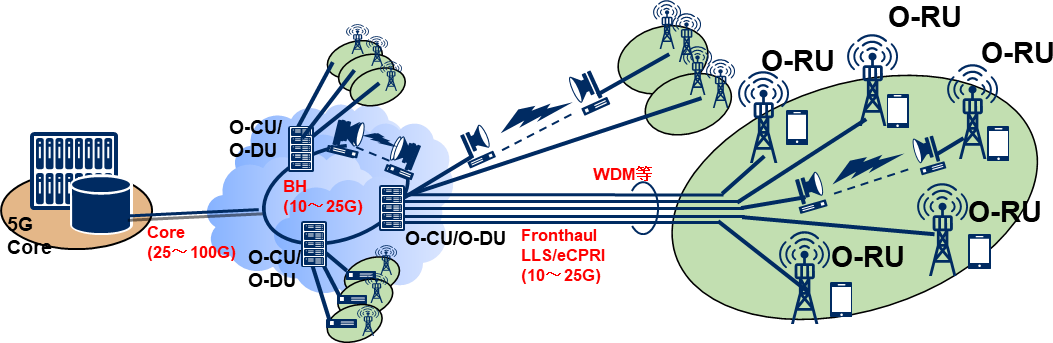 5G
Core
Core
(25～100G)
O-CU/
O-DU
BH
(10～25G)
O-CU/
O-DU
O-CU/O-DU
Fronthaul
LLS/eCPRI
(10～25G)
WDM等
O-RU
O-RU
O-RU
O-RU
O-RU